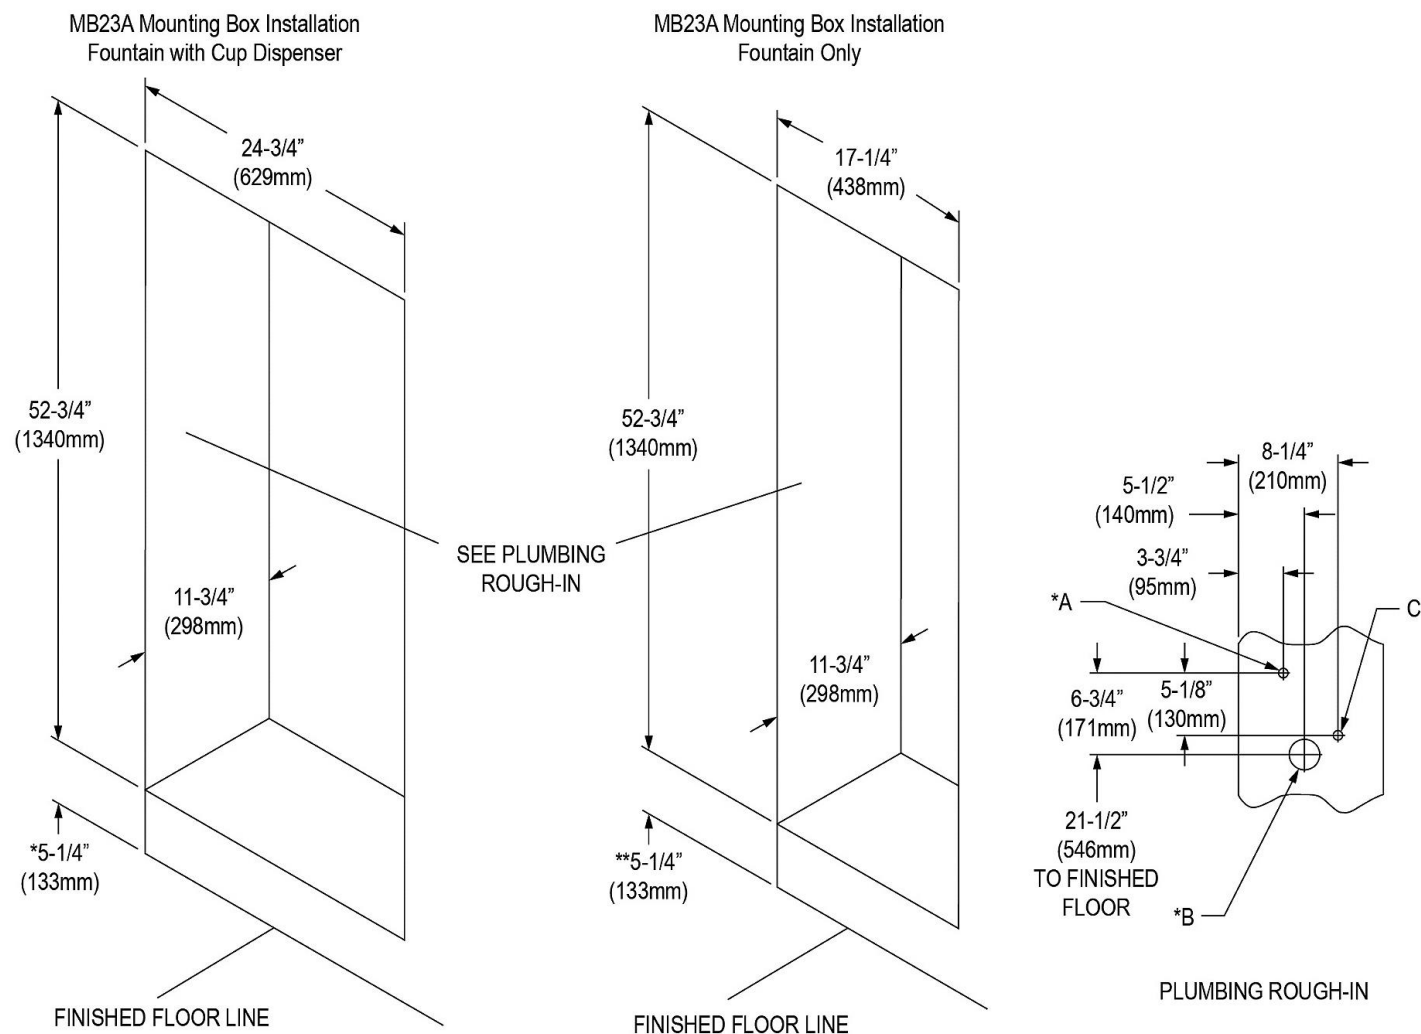 MB23A Mounting Box Installation
Fountain with Cup Dispenser
24-3/4”
(629mm)
52-3/4”
(1340mm)
11-3/4”
(298mm)
*5-1/4”
(133mm)
FINISHED FLOOR LINE
SEE PLUMBING
ROUGH-IN
MB23A Mounting Box Installation
Fountain Only
17-1/4”
(438mm)
52-3/4”
(1340mm)
11-3/4”
(298mm)
**5-1/4”
(133mm)
FINISHED FLOOR LINE
8-1/4”
(210mm)
5-1/2”
(140mm)
3-3/4”
(95mm)
*A
C
6-3/4”
(171mm)
5-1/8”
(130mm)
21-1/2”
(546mm)
TO FINISHED
FLOOR
*B
PLUMBING ROUGH-IN